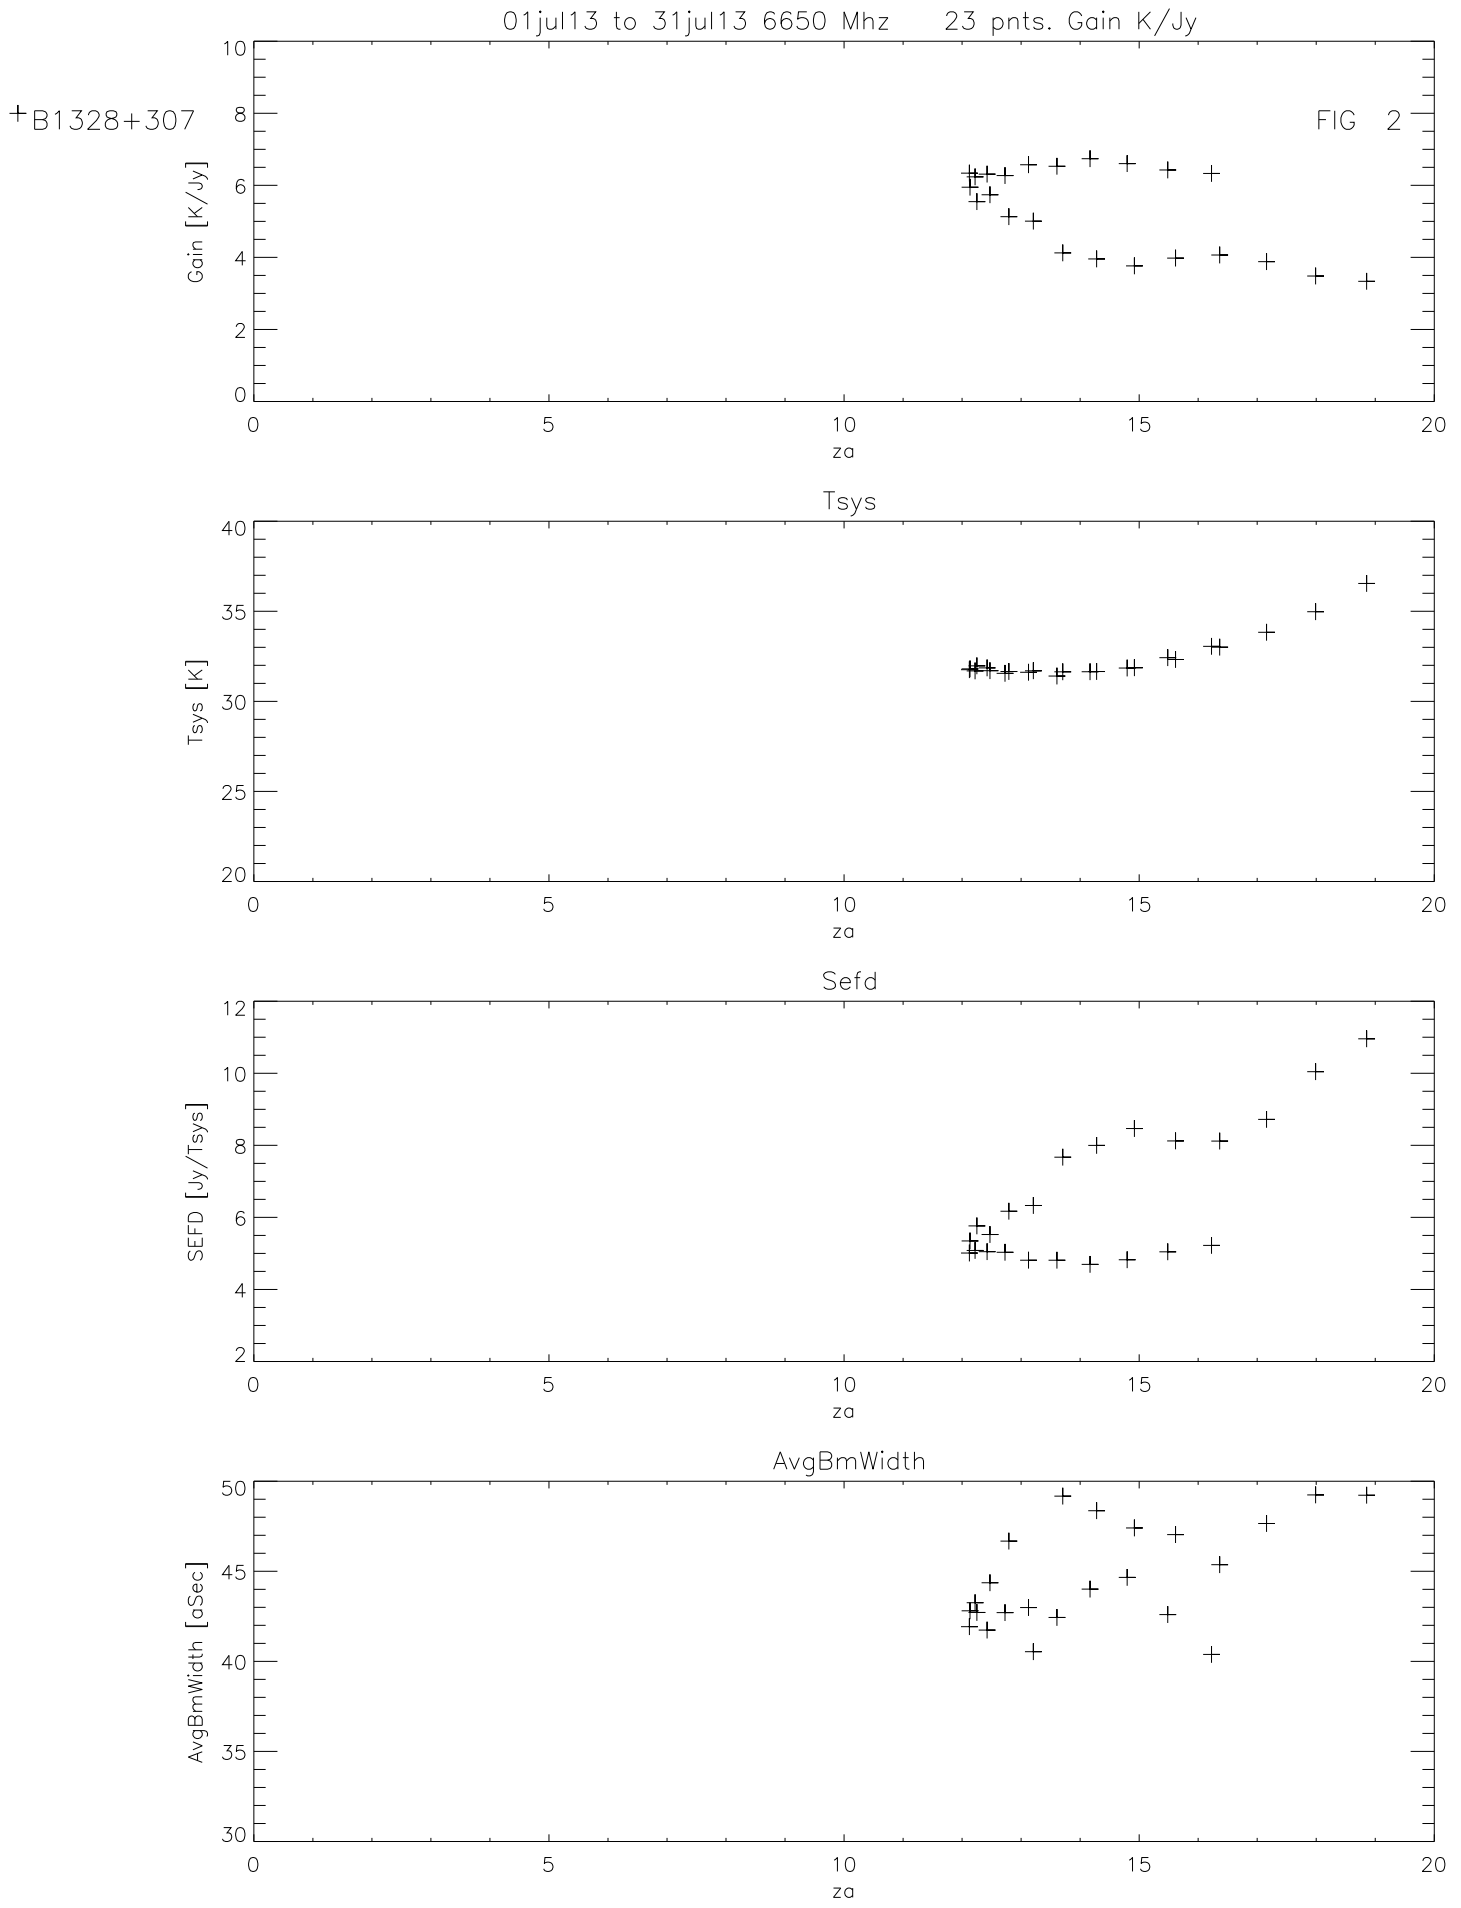 01jul13 to 31jul13 6650 Mhz 23 pnts. Gain K/Jy
+B1328+307
FIG 2
Gain [K/Jy]
10
8
6
4
2
0
0 5 10 15 20
za
Tsys
Tsys [K]
40
35
30
25
20
0 5 10 15 20
za
Sefd
SEFD [Jy/Tsys]
12
10
8
6
4
2
0 5 10 15 20
za
AvgBmWidth
AvgBmWidth [aSec]
50
45
40
35
30
0 5 10 15 20
za